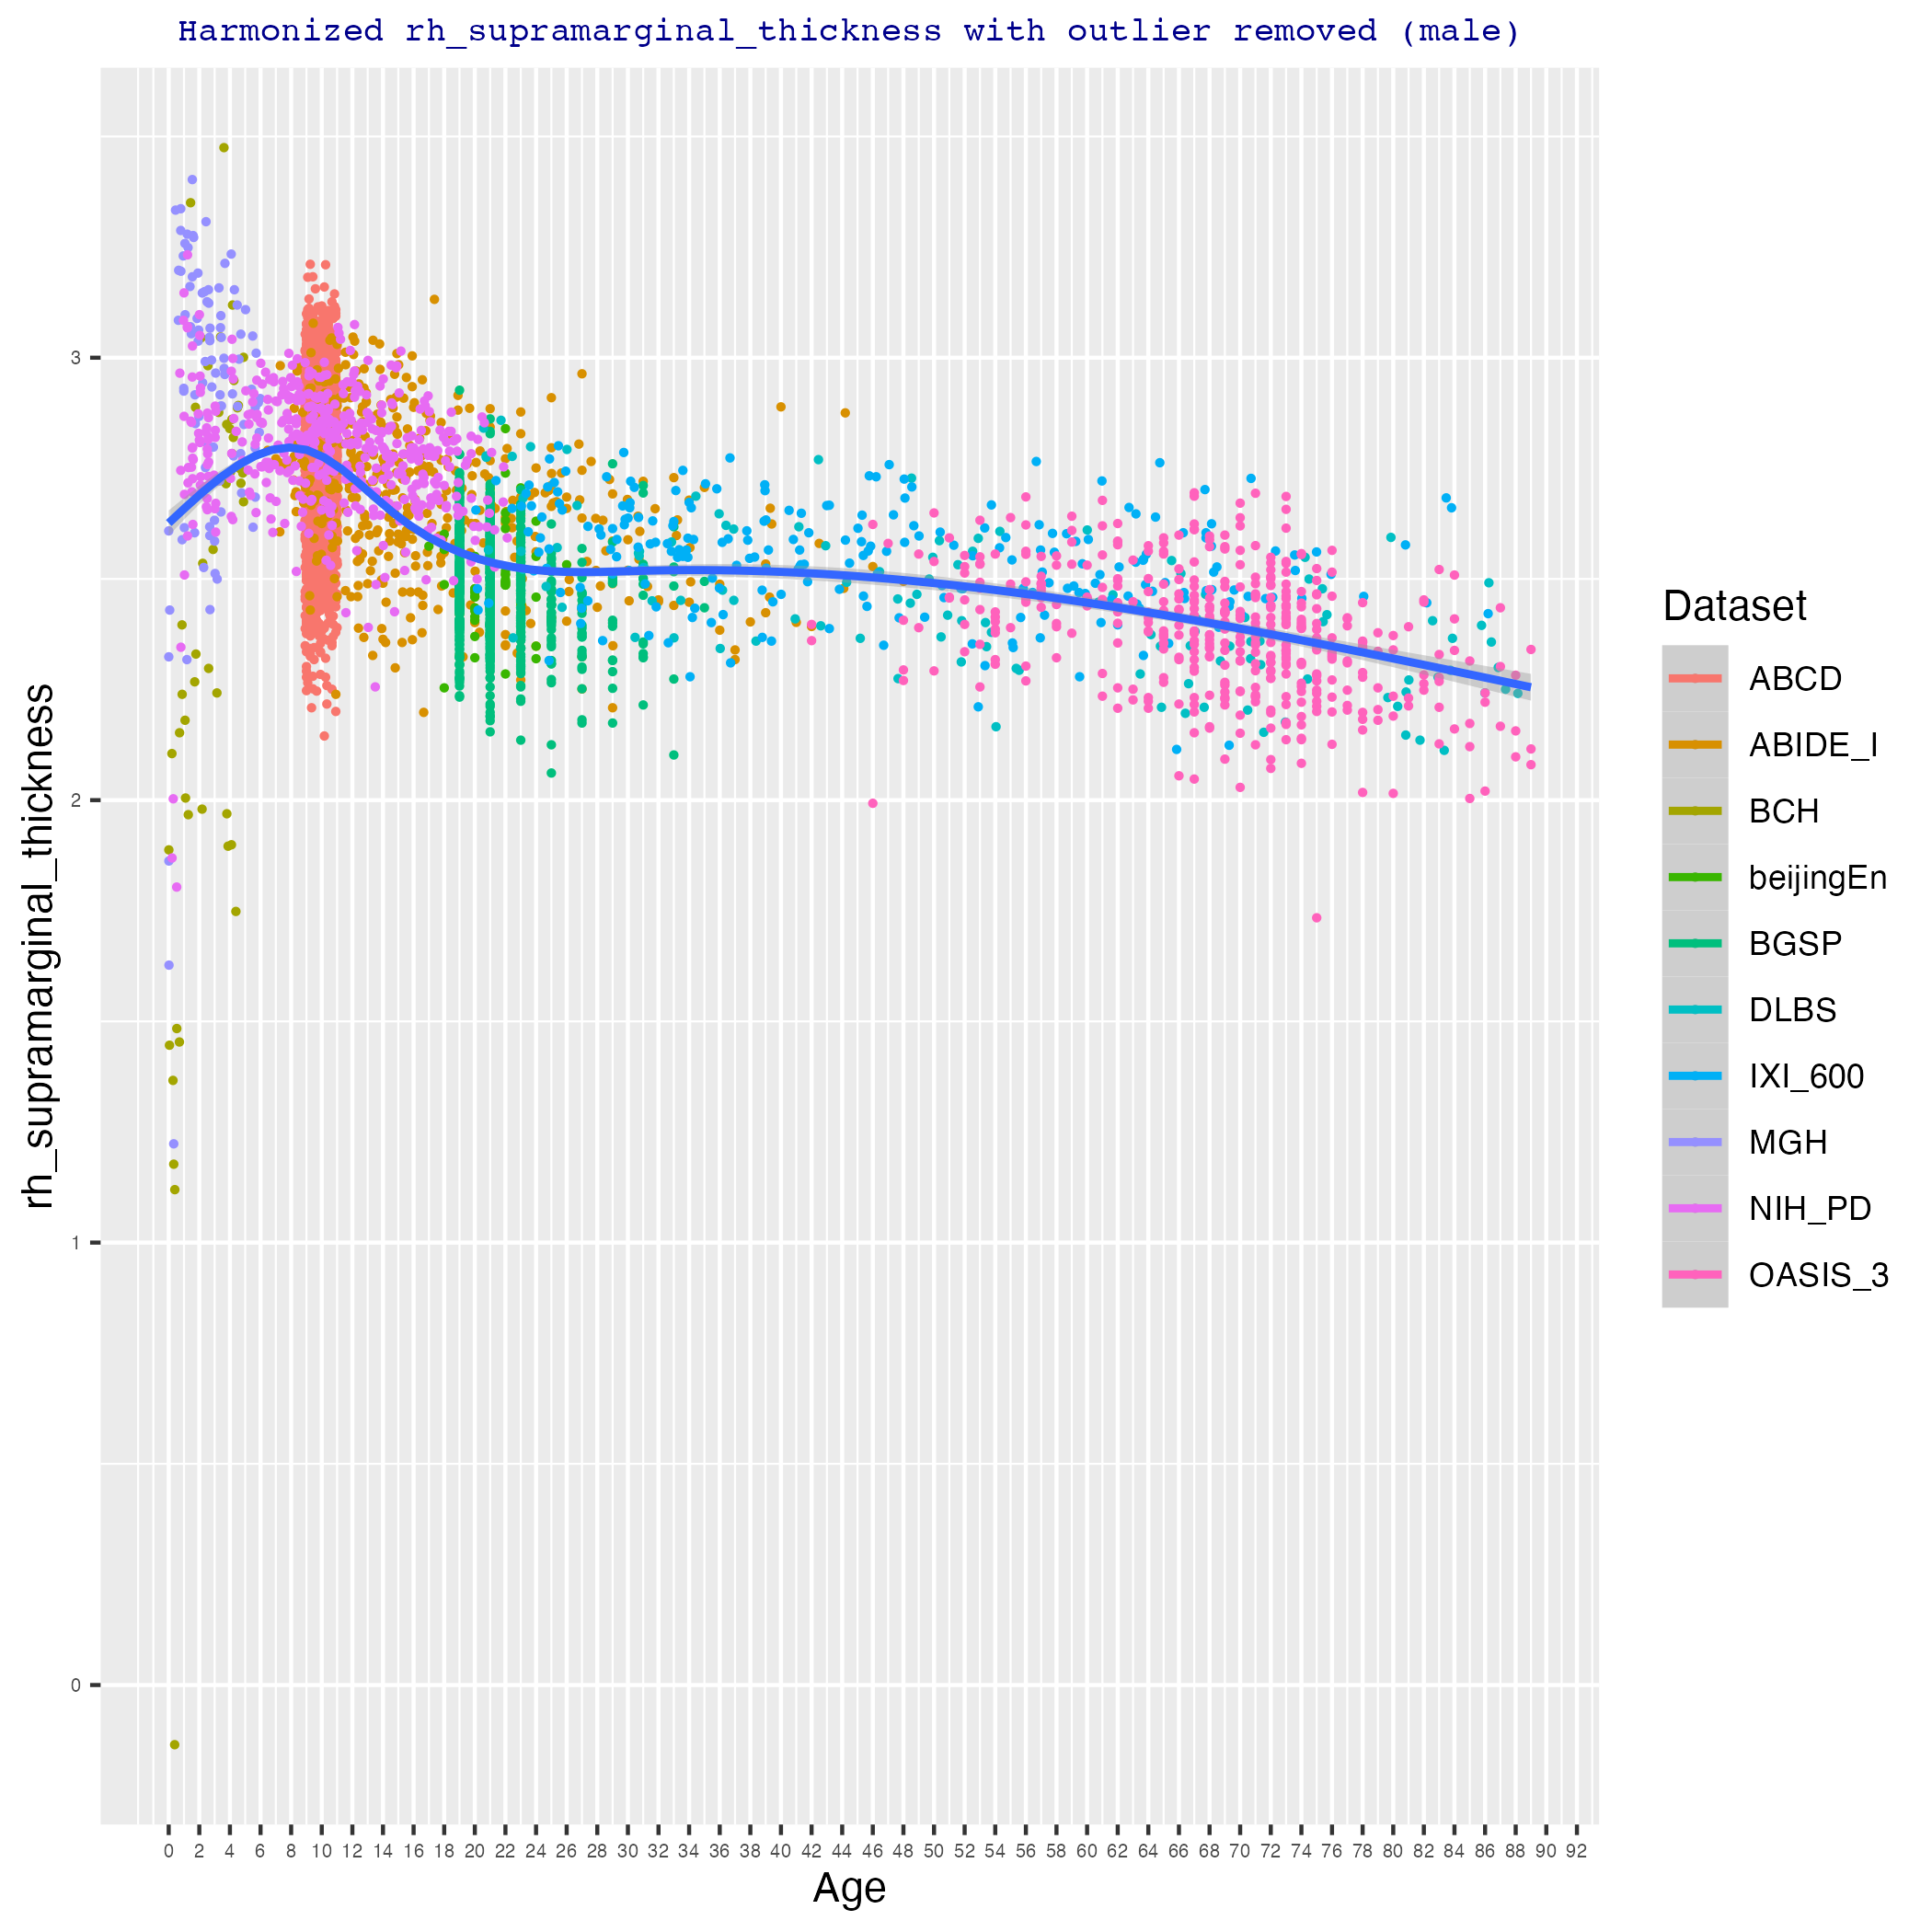 Harmonized rh_supramarginal_thickness with outlier removed (male)
rh_supramarginal_thickness
3
2
1
0
0 2 4 6 8 10 12 14 16 18 20 22 24 26 28 30 32 34 36 38 40 42 44 46 48 50 52 54 56 58 60 62 64 66 68 70 72 74 76 78 80 82 84 86 88 90 92
Age
Dataset
ABCD
ABIDE_I
BCH
beijingEn
BGSP
DLBS
IXI_600
MGH
NIH_PD
OASIS_3